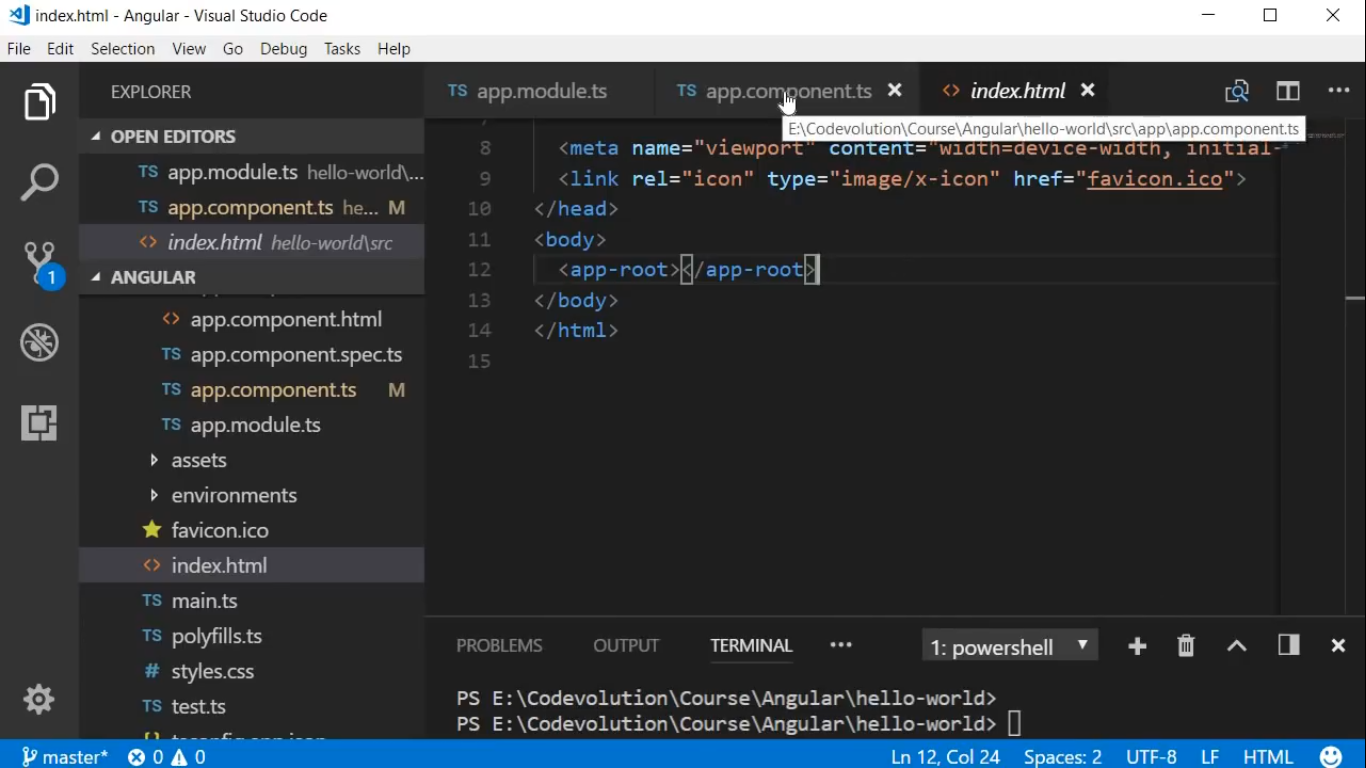 index.html - Angular - Visual Studio Code
File Edit Selection View Go Debug Tasks Help
EXPLORER
OPEN EDITORS
TS app.module.ts hello-world\...
TS app.component.ts he... M
<> index.html hello-world\src
ANGULAR
<> app.component.html
TS app.component.spec.ts
TS app.component.ts M
TS app.module.ts
assets
environments
favicon.ico
<> index.html
TS main.ts
TS polyfills.ts
# styles.css
TS test.ts
1
TS app.module.ts TS app.component.ts <> index.html
E:\Codevolution\Course\Angular\hello-world\src\app\app.component.ts
8 <meta name="viewport" content="width=device-width, initial-
9 <link rel="icon" type="image/x-icon" href="favicon.ico">
10 </head>
11 <body>
12 <app-root></app-root>
13 </body>
14 </html>
15
PROBLEMS OUTPUT TERMINAL ... 1: powershell
PS E:\Codevolution\Course\Angular\hello-world>
PS E:\Codevolution\Course\Angular\hello-world>
master* 0 0 Ln 12, Col 24 Spaces: 2 UTF-8 LF HTML